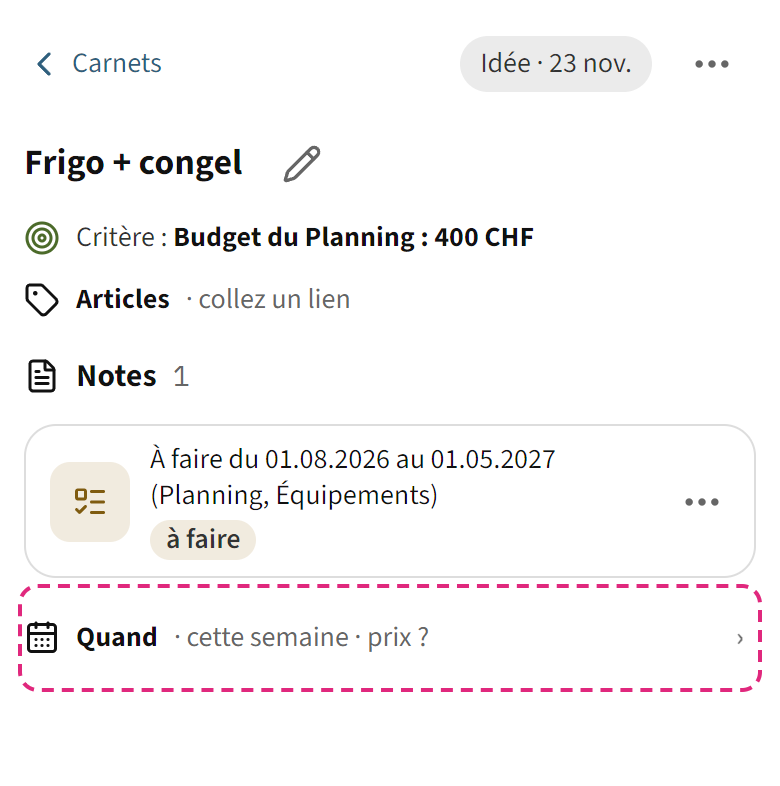 Carnets
Idée · 23 nov.
Frigo + congel
Critère : Budget du Planning : 400 CHF
Articles · collez un lien
Notes 1
À faire du 01.08.2026 au 01.05.2027
(Planning, Équipements)
à faire
Quand · cette semaine · prix ?